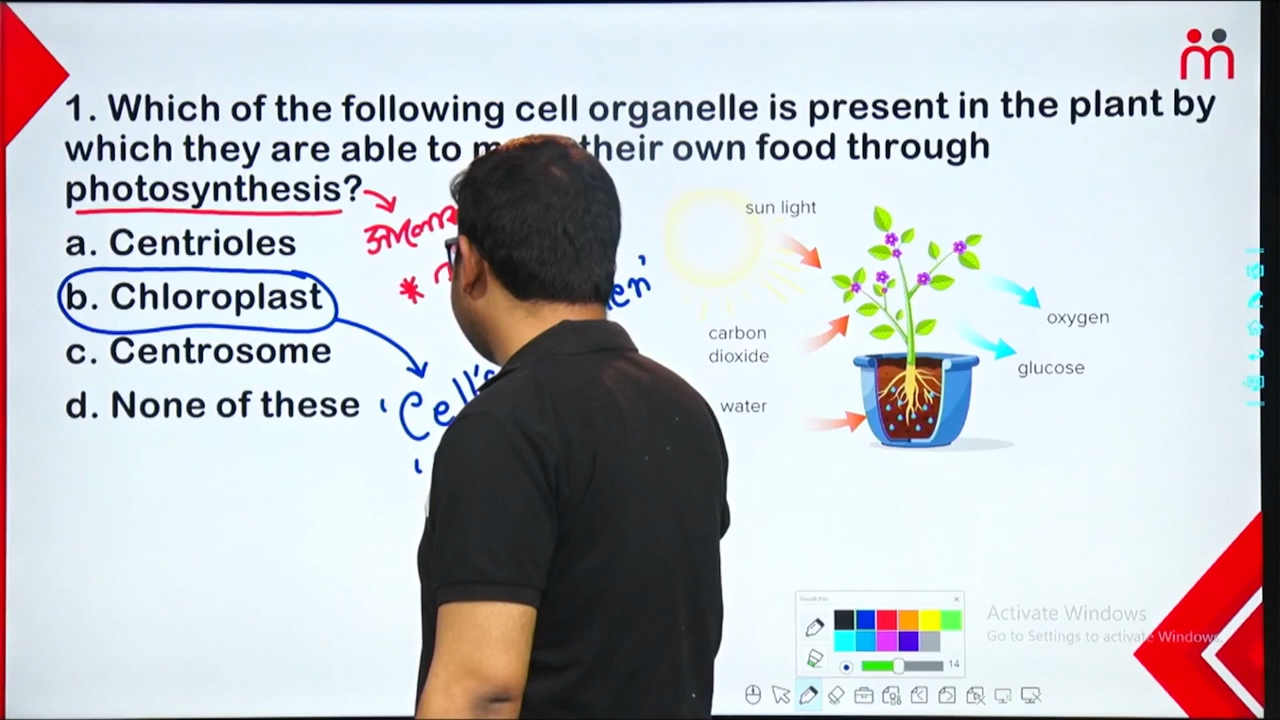 1. Which of the following cell organelle is present in the plant by
which they are able to their own food through
photosynthesis?
a. Centrioles
b. Chloroplast
c. Centrosome
d. None of these
Cell's
sun light
carbon
dioxide
water
oxygen
glucose
14
Activate Windows
Go to Settings to activate Windows.